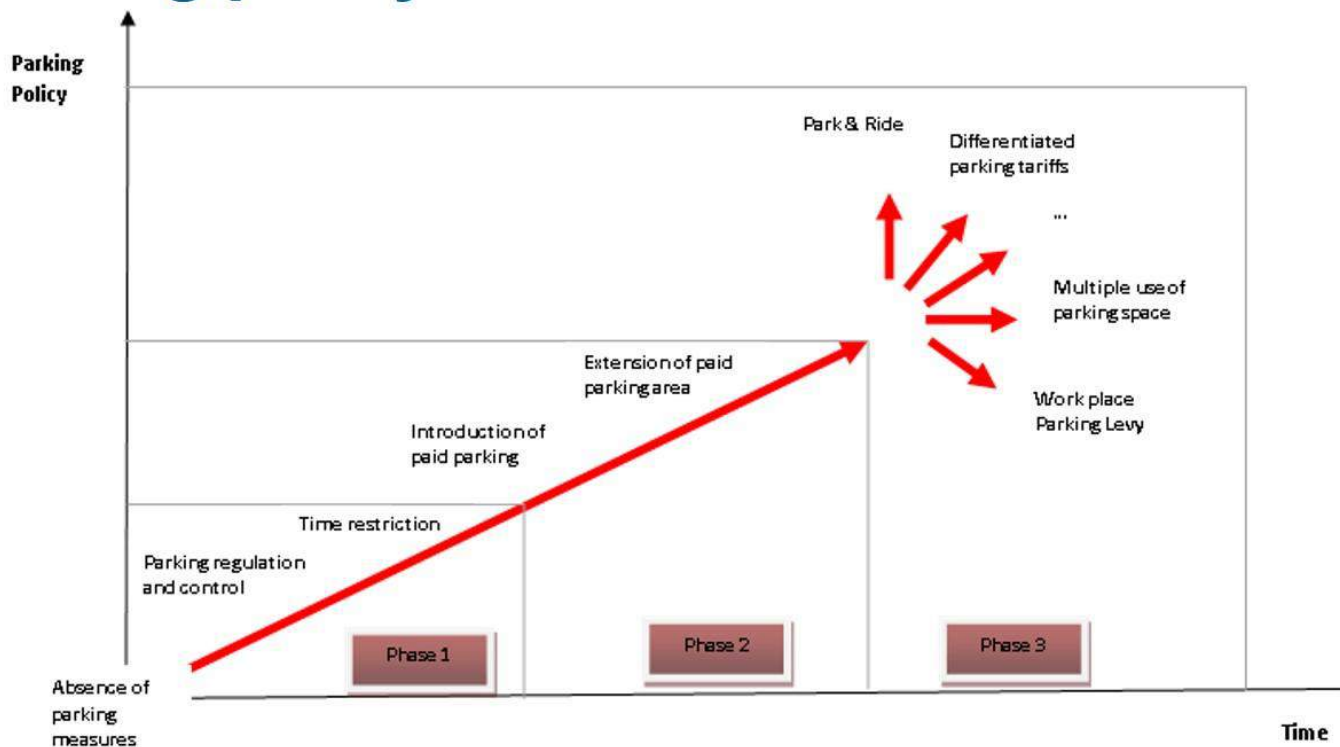 Parking
Policy
Park & Ride
Differentiated
parking tariffs
...
Multiple use of
parking space
Extension of paid
parking area
Work place
Parking Levy
Introduction of
paid parking
Time restriction
Parking regulation
and control
Phase 1
Phase 2
Phase 3
Absence of
parking
measures
Time